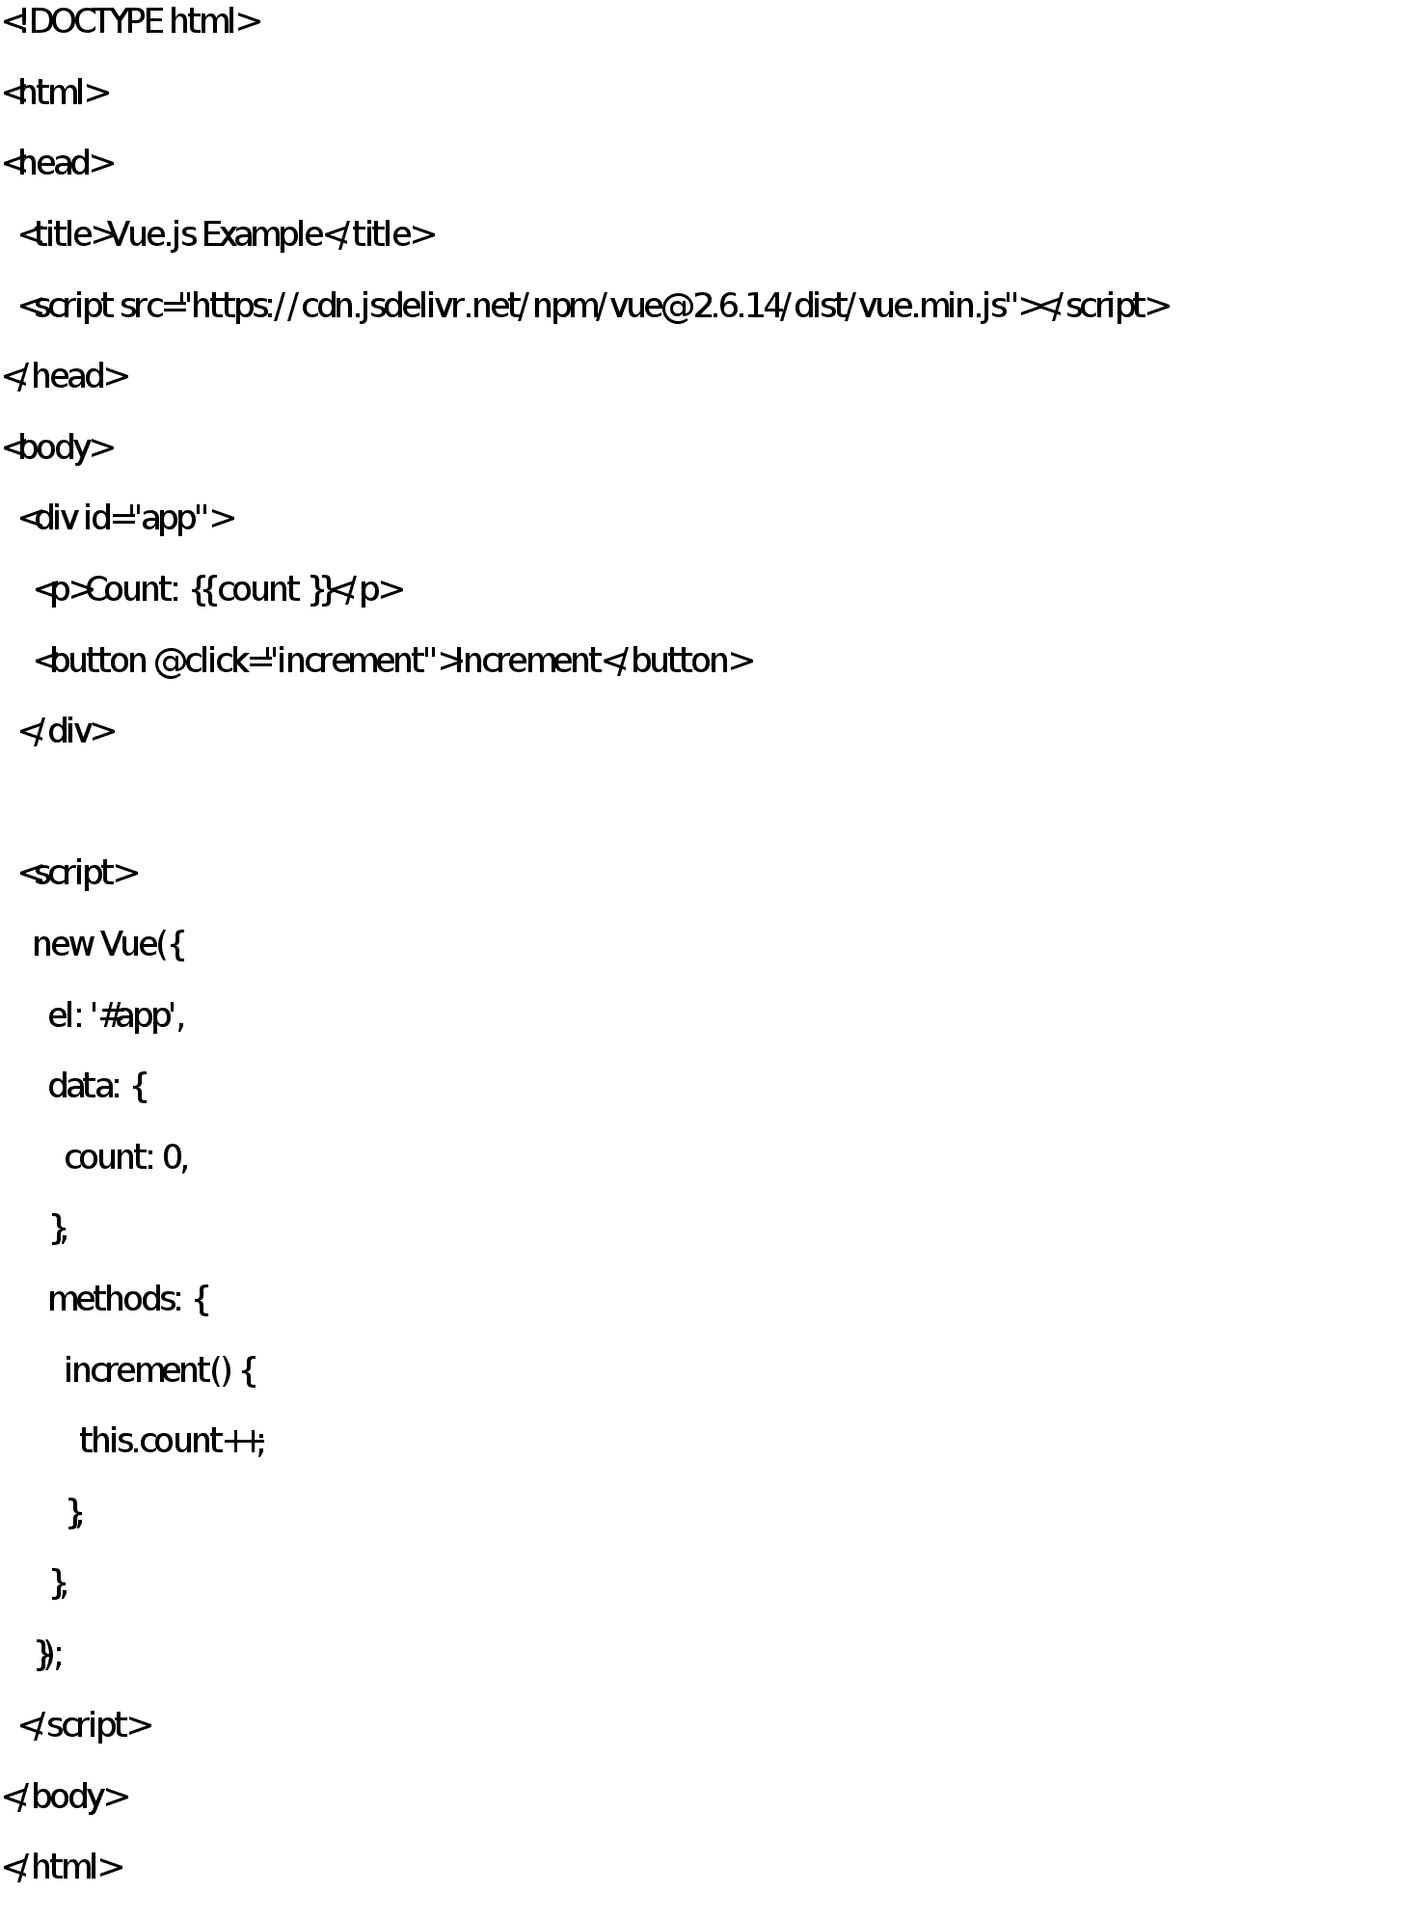 <!DOCTYPE html>
<html>
<head>
  <title>Vue.js Example</title>
  <script src="https://cdn.jsdelivr.net/npm/vue@2.6.14/dist/vue.min.js"></script>
</head>
<body>
  <div id="app">
    <p>Count: {{ count }}</p>
    <button @click="increment">Increment</button>
  </div>

  <script>
    new Vue({
      el: '#app',
      data: {
        count: 0,
      },
      methods: {
        increment() {
          this.count++;
        },
      },
    });
  </script>
</body>
</html>